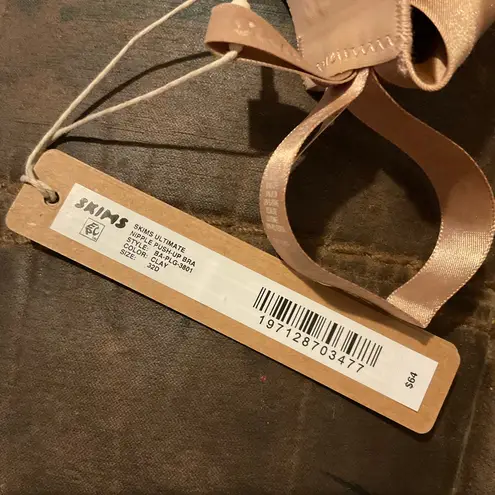 SKIMS
SKIMS ULTIMATE
NIPPLE PUSH-UP BRA
STYLE: BA-PLG-3801
COLOR: CLAY
SIZE: 32D
197128703477
$64